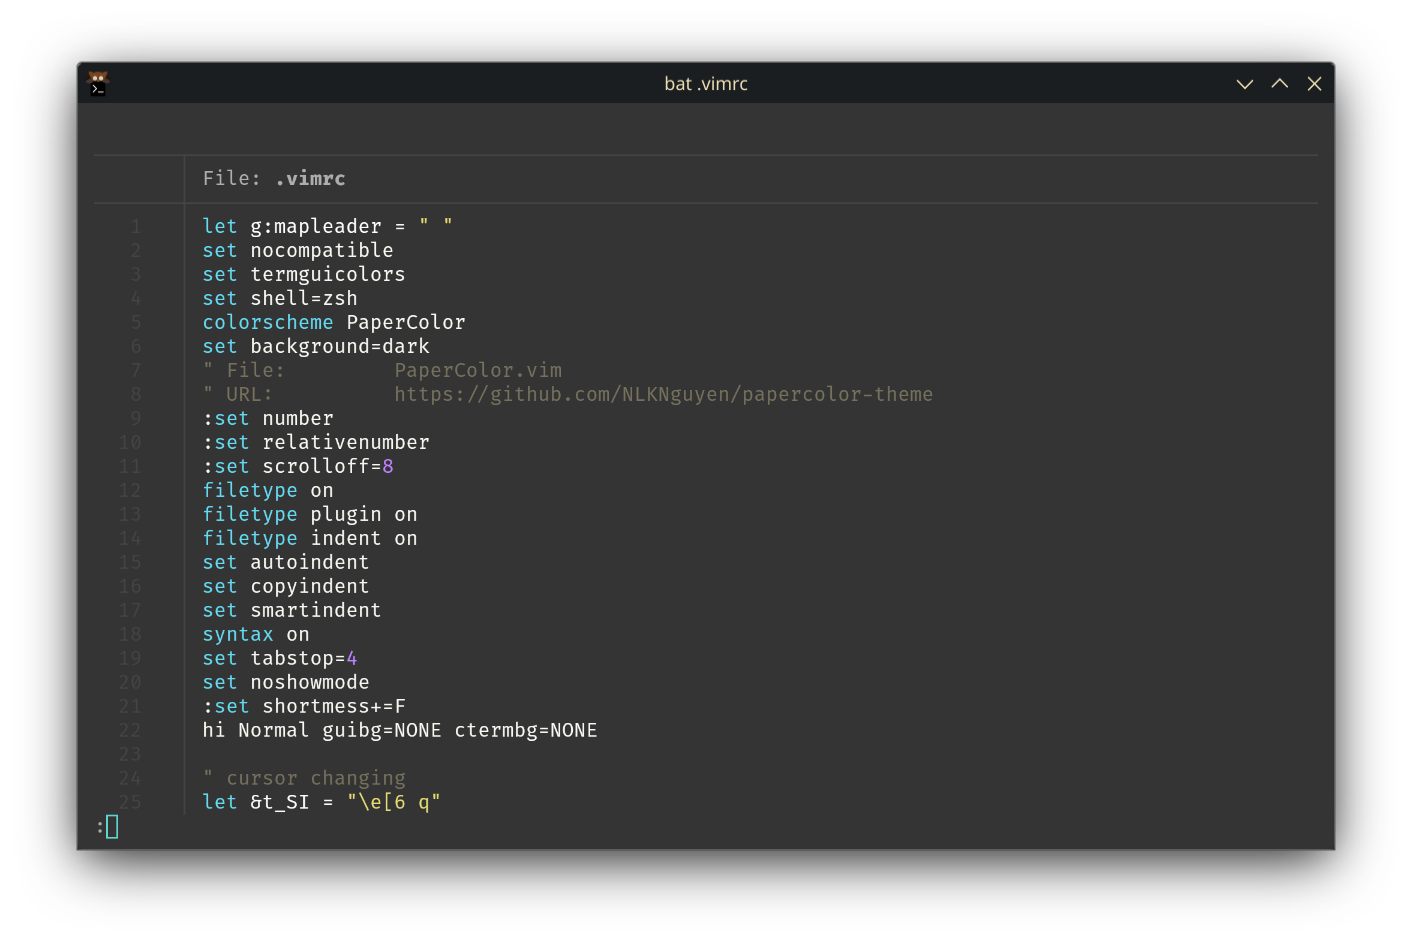 bat .vimrc
File: .vimrc
1 let g:mapleader = " "
2 set nocompatible
3 set termguicolors
4 set shell=zsh
5 colorscheme PaperColor
6 set background=dark
7 " File:         PaperColor.vim
8 " URL:          https://github.com/NLKNguyen/papercolor-theme
9 :set number
10 :set relativenumber
11 :set scrolloff=8
12 filetype on
13 filetype plugin on
14 filetype indent on
15 set autoindent
16 set copyindent
17 set smartindent
18 syntax on
19 set tabstop=4
20 set noshowmode
21 :set shortmess+=F
22 hi Normal guibg=NONE ctermbg=NONE
23
24 " cursor changing
25 let &t_SI = "\e[6 q"
: